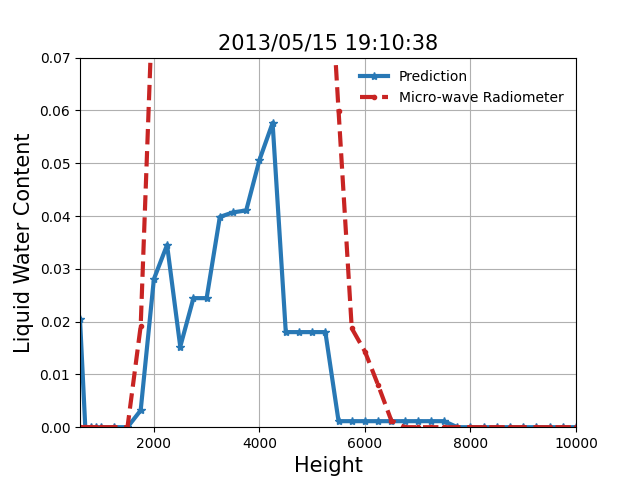 2013/05/15 19:10:38
0.07
0.06
0.05
0.04
0.03
0.02
0.01
0.00
Liquid Water Content
Prediction
Micro-wave Radiometer
2000 4000 6000 8000 10000
Height